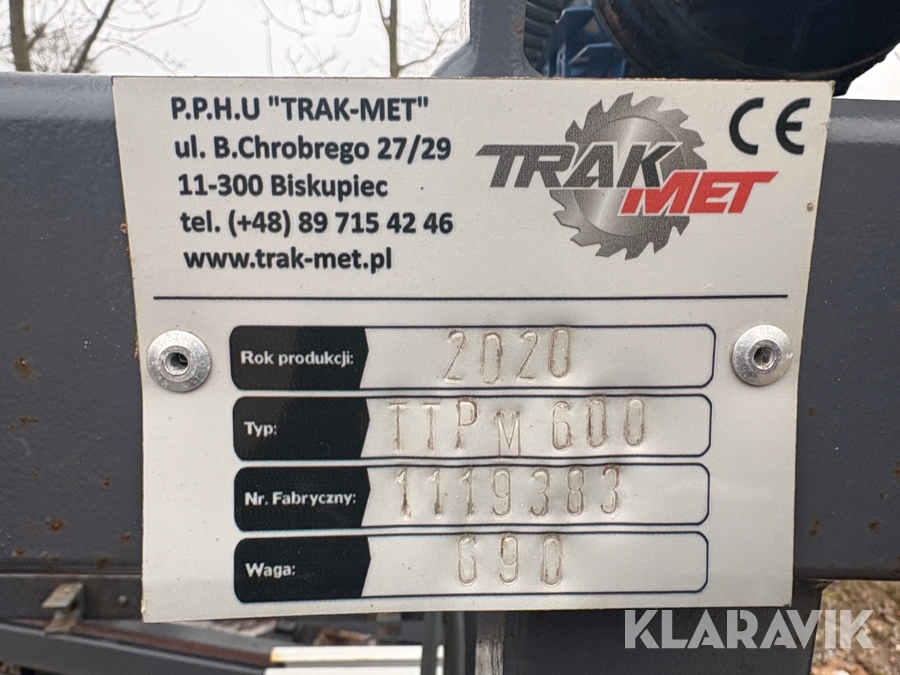 P.P.H.U "TRAK-MET"
ul. B.Chrobrego 27/29
11-300 Biskupiec
tel. (+48) 89 715 42 46
www.trak-met.pl
TRAK
MET
CE
Rok produkcji: 2020
Typ: TTPM 600
Nr. Fabryczny: 1119383
Waga: 690
KLARAVIK